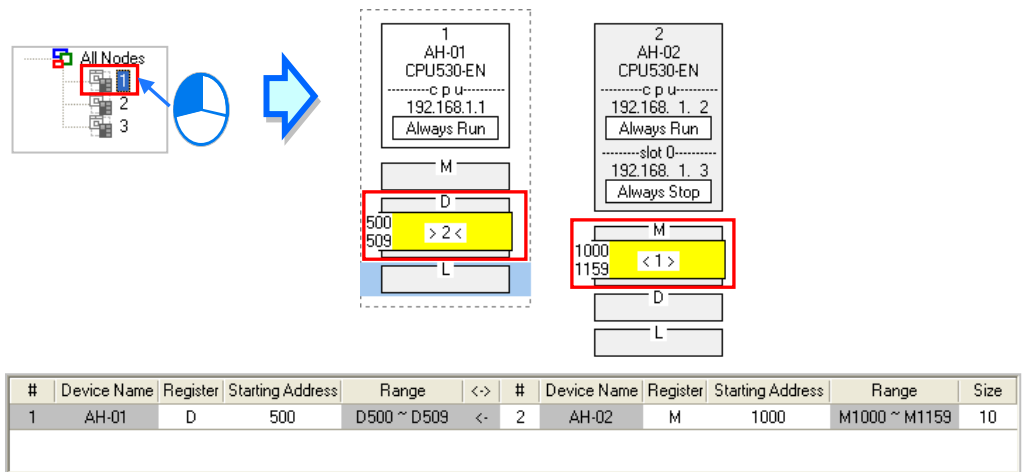 All Nodes
1
2
3
1
AH-01
CPU530-EN
---------c p u---------
192.168.1.1
Always Run
M
D
500
509
> 2 <
L
2
AH-02
CPU530-EN
---------c p u---------
192.168. 1. 2
Always Run
---------slot 0---------
192.168. 1. 3
Always Stop
M
1000
1159
< 1 >
D
L
# Device Name Register Starting Address Range <-> # Device Name Register Starting Address Range Size
1 AH-01 D 500 D500 ~ D509 <- 2 AH-02 M 1000 M1000 ~ M1159 10